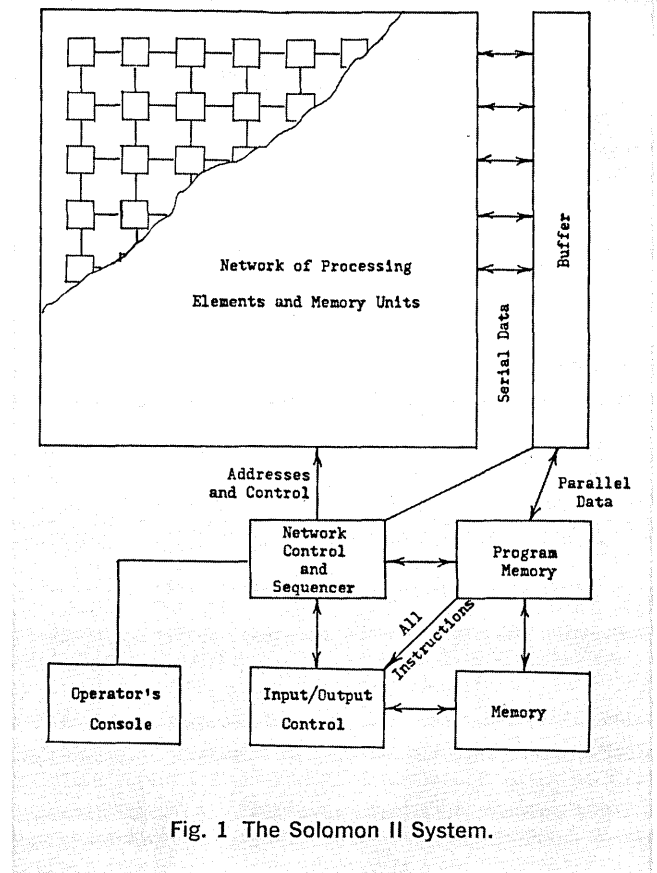 Network of Processing
Elements and Memory Units
Serial Data
Buffer
Addresses
and Control
Parallel
Data
Network
Control
and
Sequencer
Program
Memory
All
Instructions
Operator's
Console
Input/Output
Control
Memory
Fig. 1 The Solomon II System.